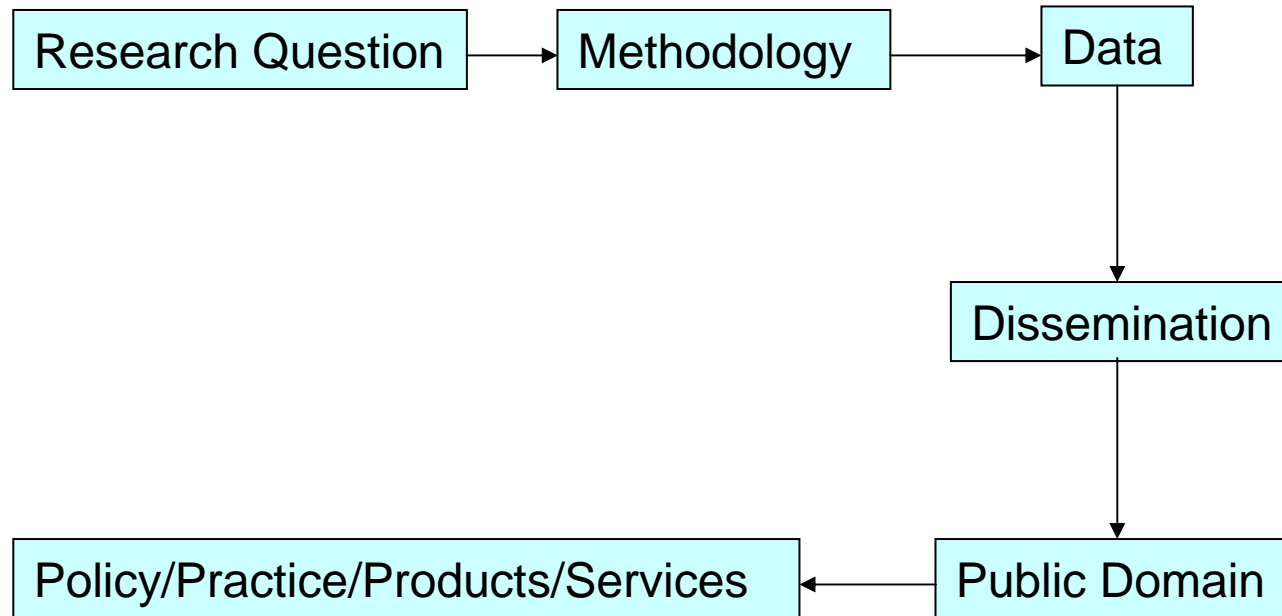 Research Question
Methodology
Data
Dissemination
Public Domain
Policy/Practice/Products/Services